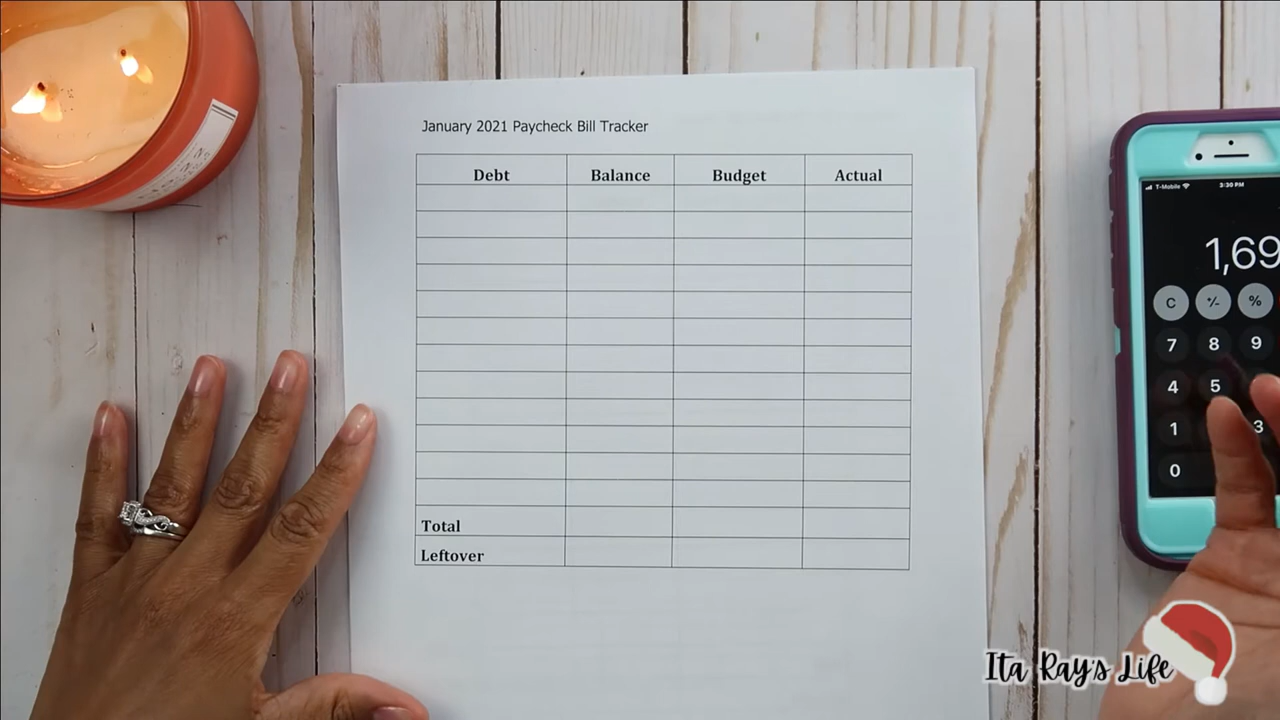 January 2021 Paycheck Bill Tracker
Debt Balance Budget Actual
Total
Leftover
T-Mobile 3:30 PM
1,69
C +/- %
7 8 9
4 5
1 3
0
Ita Ray's Life